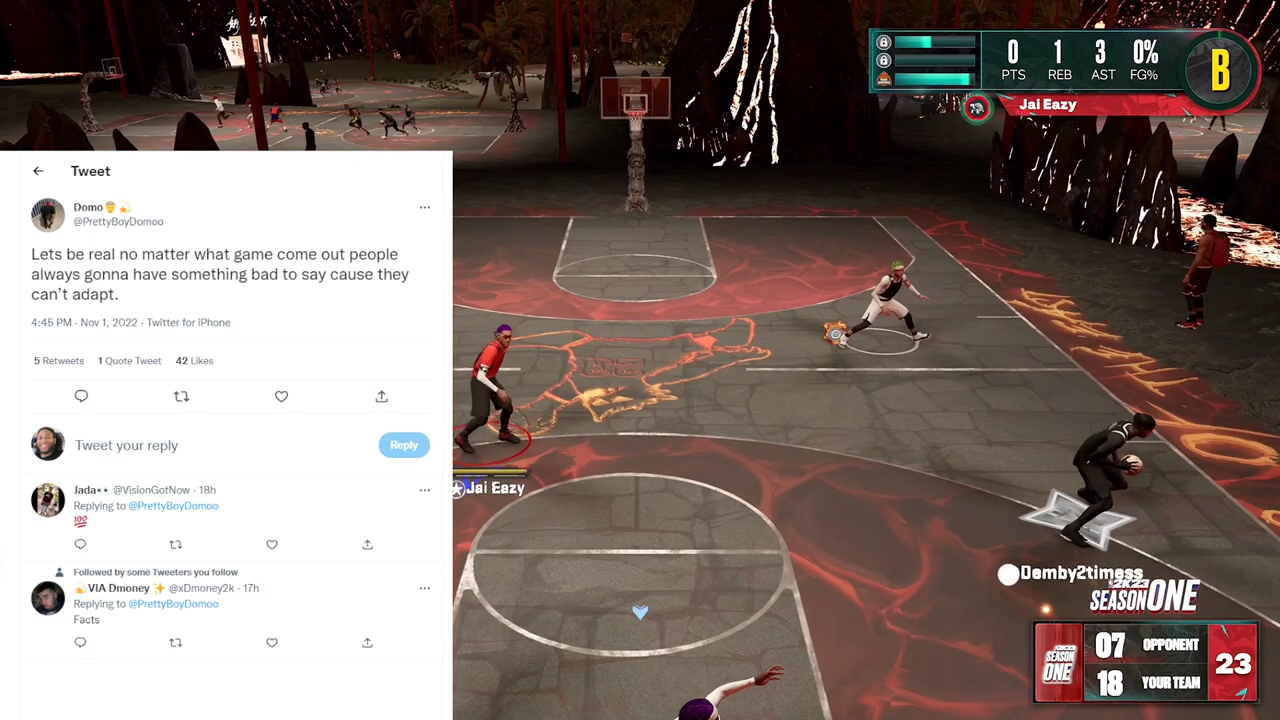 Tweet
Domo
@PrettyBoyDomoo
Lets be real no matter what game come out people
always gonna have something bad to say cause they
can't adapt.
4:45 PM · Nov 1, 2022 · Twitter for iPhone
5 Retweets 1 Quote Tweet 42 Likes
Tweet your reply
Reply
Jada @VisionGotNow · 18h
Replying to @PrettyBoyDomoo
💯
Followed by some Tweeters you follow
VIA Dmoney @xDmoney2k · 17h
Replying to @PrettyBoyDomoo
Facts
0 1 3 0%
PTS REB AST FG%
B
Jai Eazy
Jai Eazy
Domby2timess
2K23
SEASON ONE
SEASON
ONE
07 OPPONENT
18 YOUR TEAM
23